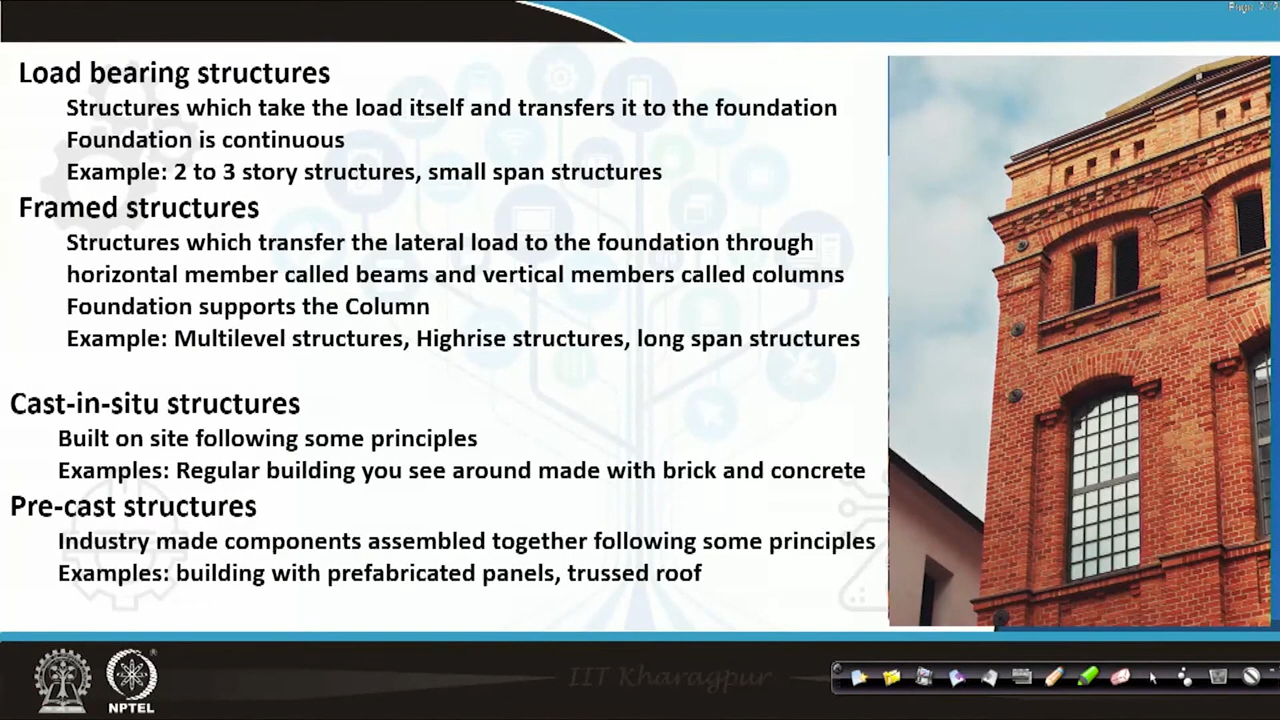 Load bearing structures
Structures which take the load itself and transfers it to the foundation
Foundation is continuous
Example: 2 to 3 story structures, small span structures
Framed structures
Structures which transfer the lateral load to the foundation through
horizontal member called beams and vertical members called columns
Foundation supports the Column
Example: Multilevel structures, Highrise structures, long span structures
Cast-in-situ structures
Built on site following some principles
Examples: Regular building you see around made with brick and concrete
Pre-cast structures
Industry made components assembled together following some principles
Examples: building with prefabricated panels, trussed roof
IIT Kharagpur
NPTEL